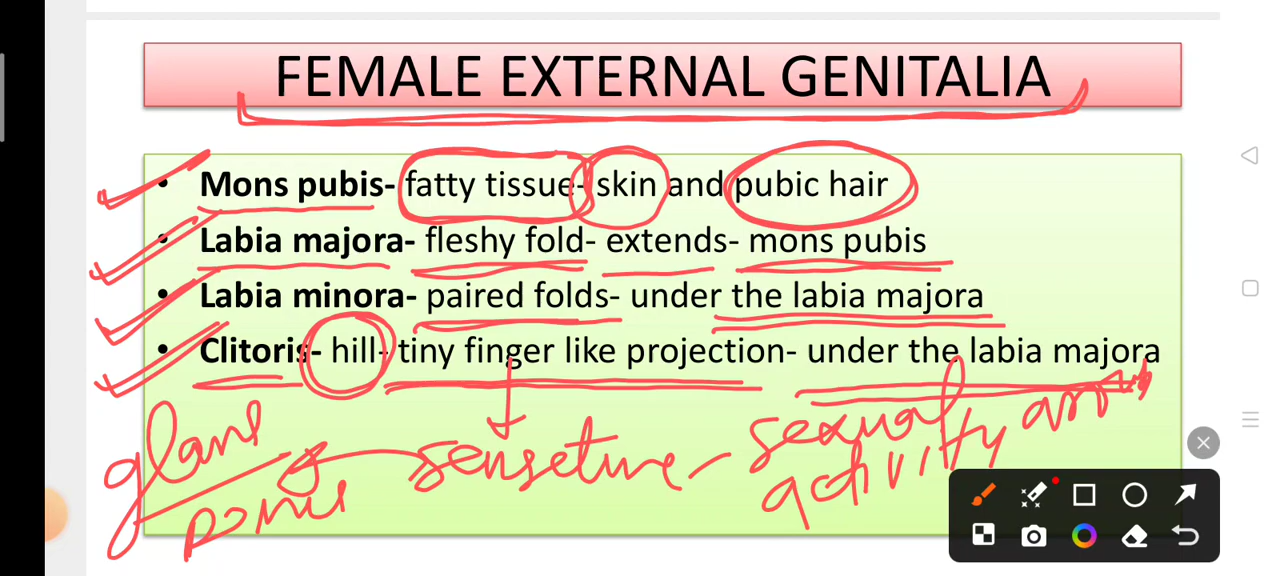 FEMALE EXTERNAL GENITALIA
• Mons pubis- fatty tissue- skin and pubic hair
• Labia majora- fleshy fold- extends- mons pubis
• Labia minora- paired folds- under the labia majora
• Clitoris- hill- tiny finger like projection- under the labia majora
glans
penis
sexual
activity